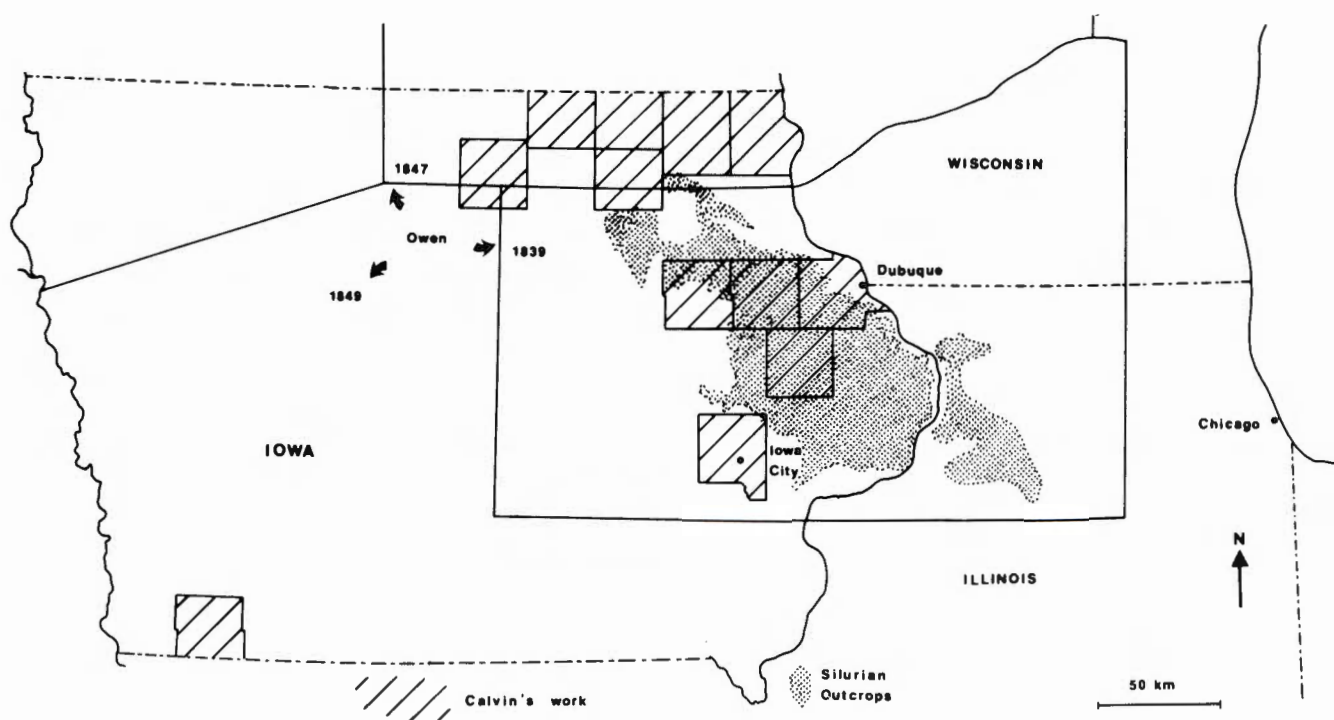 WISCONSIN
1847
Owen
1839
1849
Dubuque
Chicago
IOWA
Iowa
City
N
ILLINOIS
Silurian
Outcrops
50 km
Calvin's work